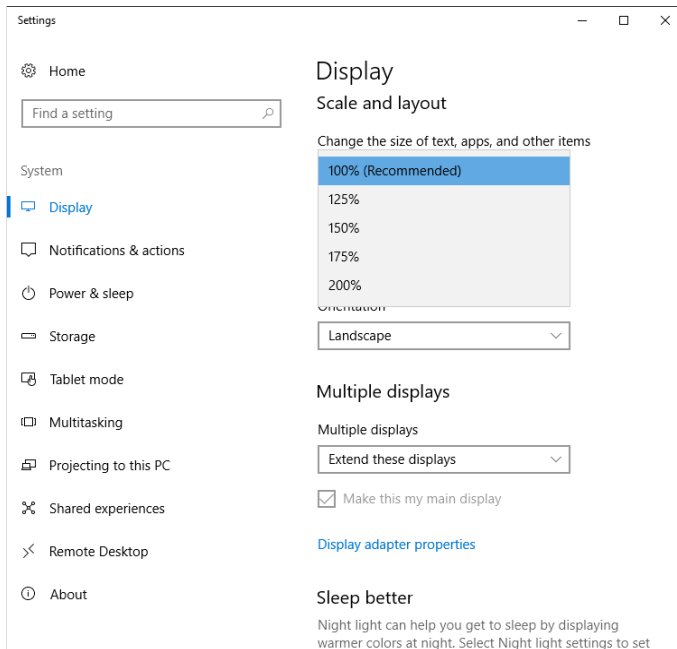 Settings
Home
Find a setting
System
Display
Notifications & actions
Power & sleep
Storage
Tablet mode
Multitasking
Projecting to this PC
Shared experiences
Remote Desktop
About
Display
Scale and layout
Change the size of text, apps, and other items
100% (Recommended)
125%
150%
175%
200%
Orientation
Landscape
Multiple displays
Multiple displays
Extend these displays
Make this my main display
Display adapter properties
Sleep better
Night light can help you get to sleep by displaying
warmer colors at night. Select Night light settings to set